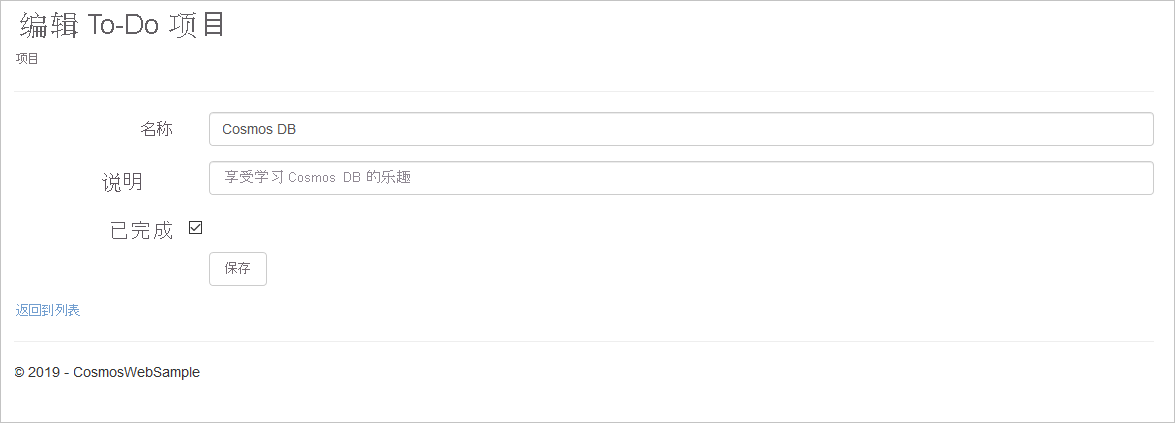 编辑 To-Do 项目
项目
名称 Cosmos DB
说明 享受学习 Cosmos DB 的乐趣
已完成
保存
返回到列表
© 2019 - CosmosWebSample